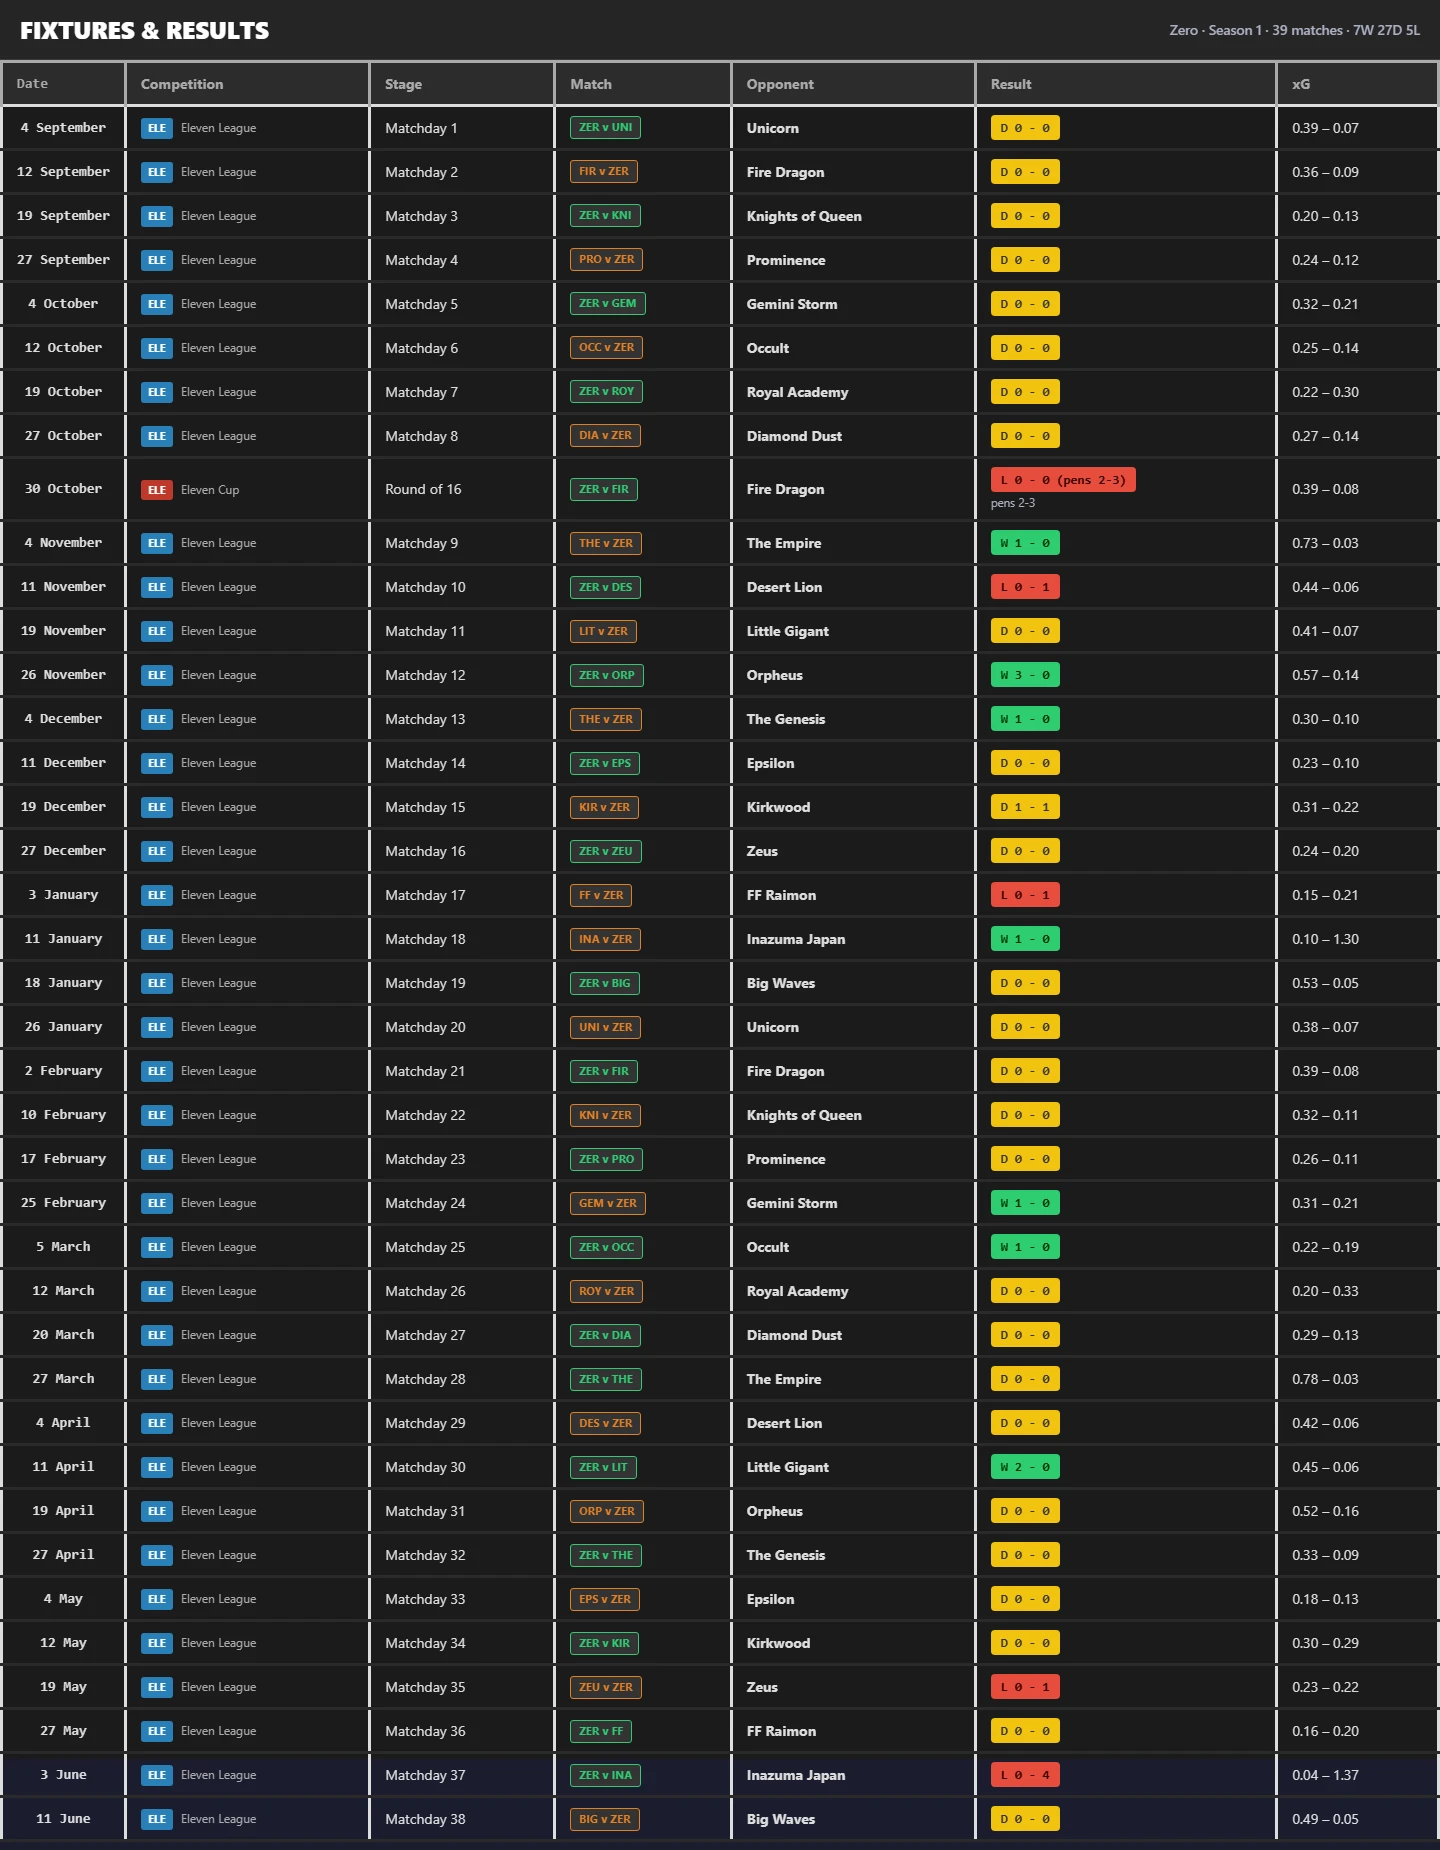 FIXTURES & RESULTS
Zero · Season 1 · 39 matches · 7W 27D 5L
Date Competition Stage Match Opponent Result xG
4 September ELE Eleven League Matchday 1 ZER v UNI Unicorn D 0 - 0 0.39 – 0.07
12 September ELE Eleven League Matchday 2 FIR v ZER Fire Dragon D 0 - 0 0.36 – 0.09
19 September ELE Eleven League Matchday 3 ZER v KNI Knights of Queen D 0 - 0 0.20 – 0.13
27 September ELE Eleven League Matchday 4 PRO v ZER Prominence D 0 - 0 0.24 – 0.12
4 October ELE Eleven League Matchday 5 ZER v GEM Gemini Storm D 0 - 0 0.32 – 0.21
12 October ELE Eleven League Matchday 6 OCC v ZER Occult D 0 - 0 0.25 – 0.14
19 October ELE Eleven League Matchday 7 ZER v ROY Royal Academy D 0 - 0 0.22 – 0.30
27 October ELE Eleven League Matchday 8 DIA v ZER Diamond Dust D 0 - 0 0.27 – 0.14
30 October ELE Eleven Cup Round of 16 ZER v FIR Fire Dragon L 0 - 0 (pens 2-3) 0.39 – 0.08
pens 2-3
4 November ELE Eleven League Matchday 9 THE v ZER The Empire W 1 - 0 0.73 – 0.03
11 November ELE Eleven League Matchday 10 ZER v DES Desert Lion L 0 - 1 0.44 – 0.06
19 November ELE Eleven League Matchday 11 LIT v ZER Little Gigant D 0 - 0 0.41 – 0.07
26 November ELE Eleven League Matchday 12 ZER v ORP Orpheus W 3 - 0 0.57 – 0.14
4 December ELE Eleven League Matchday 13 THE v ZER The Genesis W 1 - 0 0.30 – 0.10
11 December ELE Eleven League Matchday 14 ZER v EPS Epsilon D 0 - 0 0.23 – 0.10
19 December ELE Eleven League Matchday 15 KIR v ZER Kirkwood D 1 - 1 0.31 – 0.22
27 December ELE Eleven League Matchday 16 ZER v ZEU Zeus D 0 - 0 0.24 – 0.20
3 January ELE Eleven League Matchday 17 FF v ZER FF Raimon L 0 - 1 0.15 – 0.21
11 January ELE Eleven League Matchday 18 INA v ZER Inazuma Japan W 1 - 0 0.10 – 1.30
18 January ELE Eleven League Matchday 19 ZER v BIG Big Waves D 0 - 0 0.53 – 0.05
26 January ELE Eleven League Matchday 20 UNI v ZER Unicorn D 0 - 0 0.38 – 0.07
2 February ELE Eleven League Matchday 21 ZER v FIR Fire Dragon D 0 - 0 0.39 – 0.08
10 February ELE Eleven League Matchday 22 KNI v ZER Knights of Queen D 0 - 0 0.32 – 0.11
17 February ELE Eleven League Matchday 23 ZER v PRO Prominence D 0 - 0 0.26 – 0.11
25 February ELE Eleven League Matchday 24 GEM v ZER Gemini Storm W 1 - 0 0.31 – 0.21
5 March ELE Eleven League Matchday 25 ZER v OCC Occult W 1 - 0 0.22 – 0.19
12 March ELE Eleven League Matchday 26 ROY v ZER Royal Academy D 0 - 0 0.20 – 0.33
20 March ELE Eleven League Matchday 27 ZER v DIA Diamond Dust D 0 - 0 0.29 – 0.13
27 March ELE Eleven League Matchday 28 ZER v THE The Empire D 0 - 0 0.78 – 0.03
4 April ELE Eleven League Matchday 29 DES v ZER Desert Lion D 0 - 0 0.42 – 0.06
11 April ELE Eleven League Matchday 30 ZER v LIT Little Gigant W 2 - 0 0.45 – 0.06
19 April ELE Eleven League Matchday 31 ORP v ZER Orpheus D 0 - 0 0.52 – 0.16
27 April ELE Eleven League Matchday 32 ZER v THE The Genesis D 0 - 0 0.33 – 0.09
4 May ELE Eleven League Matchday 33 EPS v ZER Epsilon D 0 - 0 0.18 – 0.13
12 May ELE Eleven League Matchday 34 ZER v KIR Kirkwood D 0 - 0 0.30 – 0.29
19 May ELE Eleven League Matchday 35 ZEU v ZER Zeus L 0 - 1 0.23 – 0.22
27 May ELE Eleven League Matchday 36 ZER v FF FF Raimon D 0 - 0 0.16 – 0.20
3 June ELE Eleven League Matchday 37 ZER v INA Inazuma Japan L 0 - 4 0.04 – 1.37
11 June ELE Eleven League Matchday 38 BIG v ZER Big Waves D 0 - 0 0.49 – 0.05